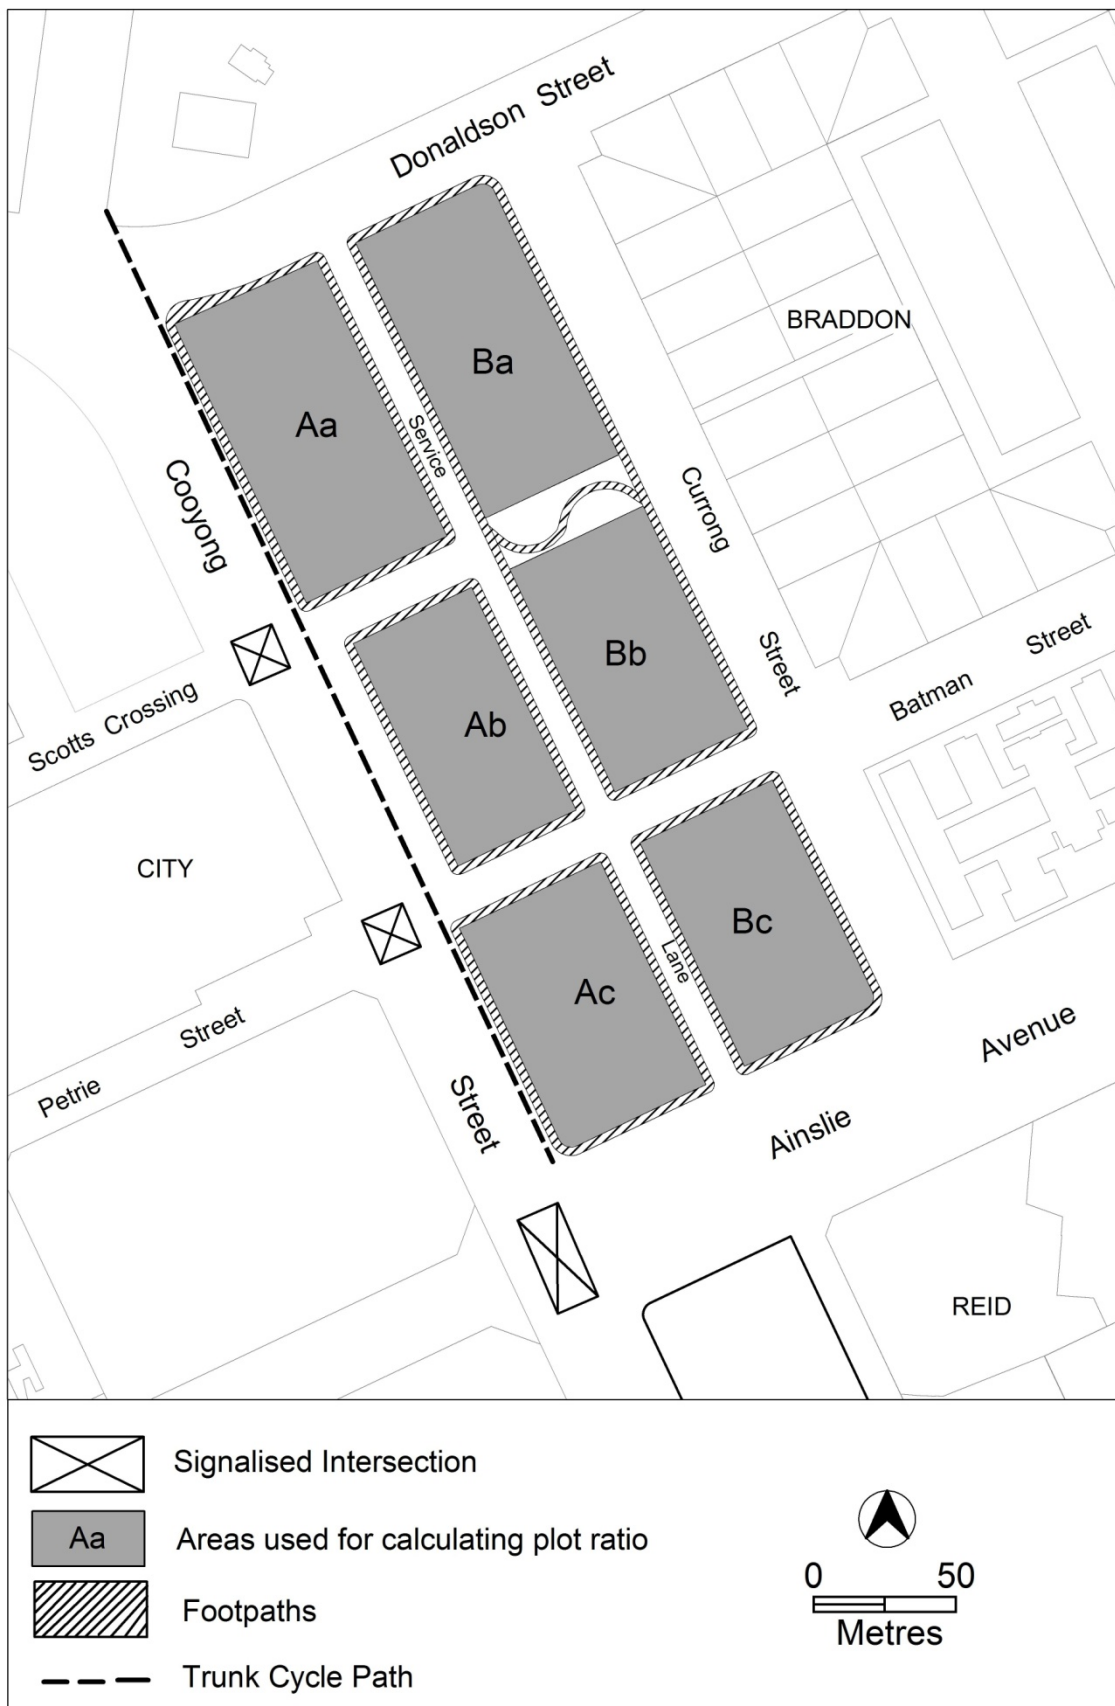 Donaldson Street
BRADDON
Ba
Aa
Service
Cooyong
Currong
Street
Bb
Batman Street
Scotts Crossing
Ab
CITY
Bc
Lane
Ac
Petrie Street
Street
Ainslie Avenue
REID
Signalised Intersection
Aa Areas used for calculating plot ratio
Footpaths
Trunk Cycle Path
0 50
Metres